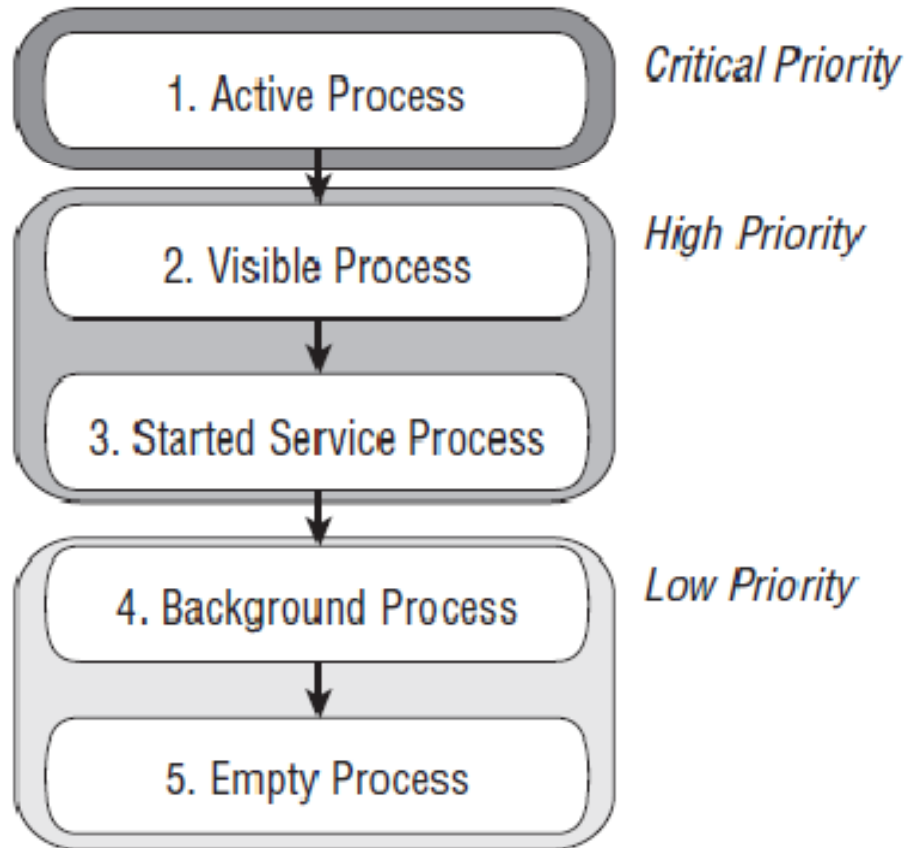 1. Active Process
Critical Priority
2. Visible Process
High Priority
3. Started Service Process
4. Background Process
Low Priority
5. Empty Process